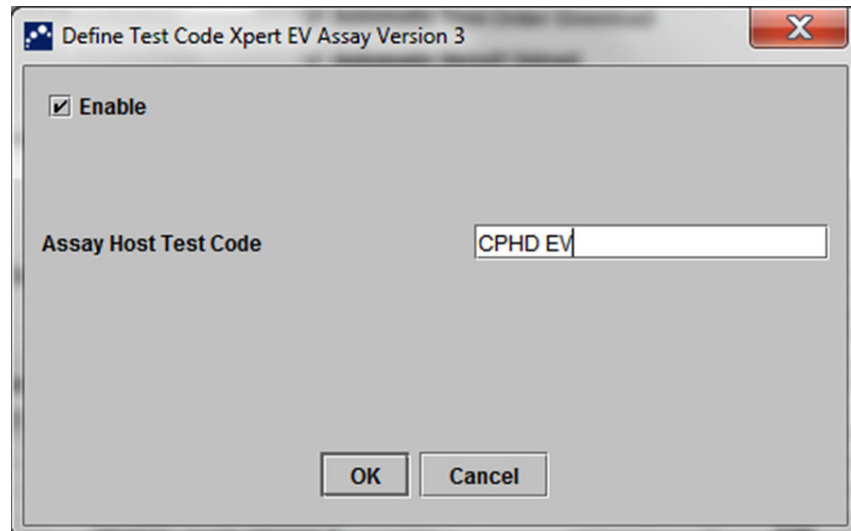 Define Test Code Xpert EV Assay Version 3
Enable
Assay Host Test Code
CPHD EV
OK
Cancel